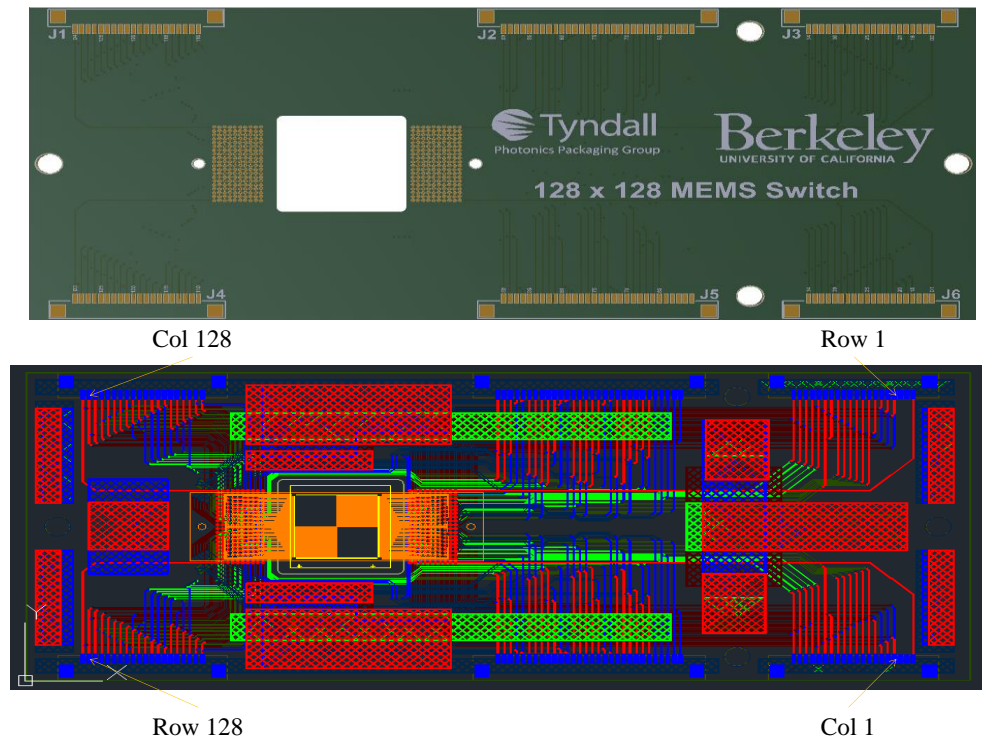 J1
J2
J3
Tyndall
Photonics Packaging Group
Berkeley
UNIVERSITY OF CALIFORNIA
128 x 128 MEMS Switch
J4
J5
J6
Col 128
Row 1
Y
X
Row 128
Col 1